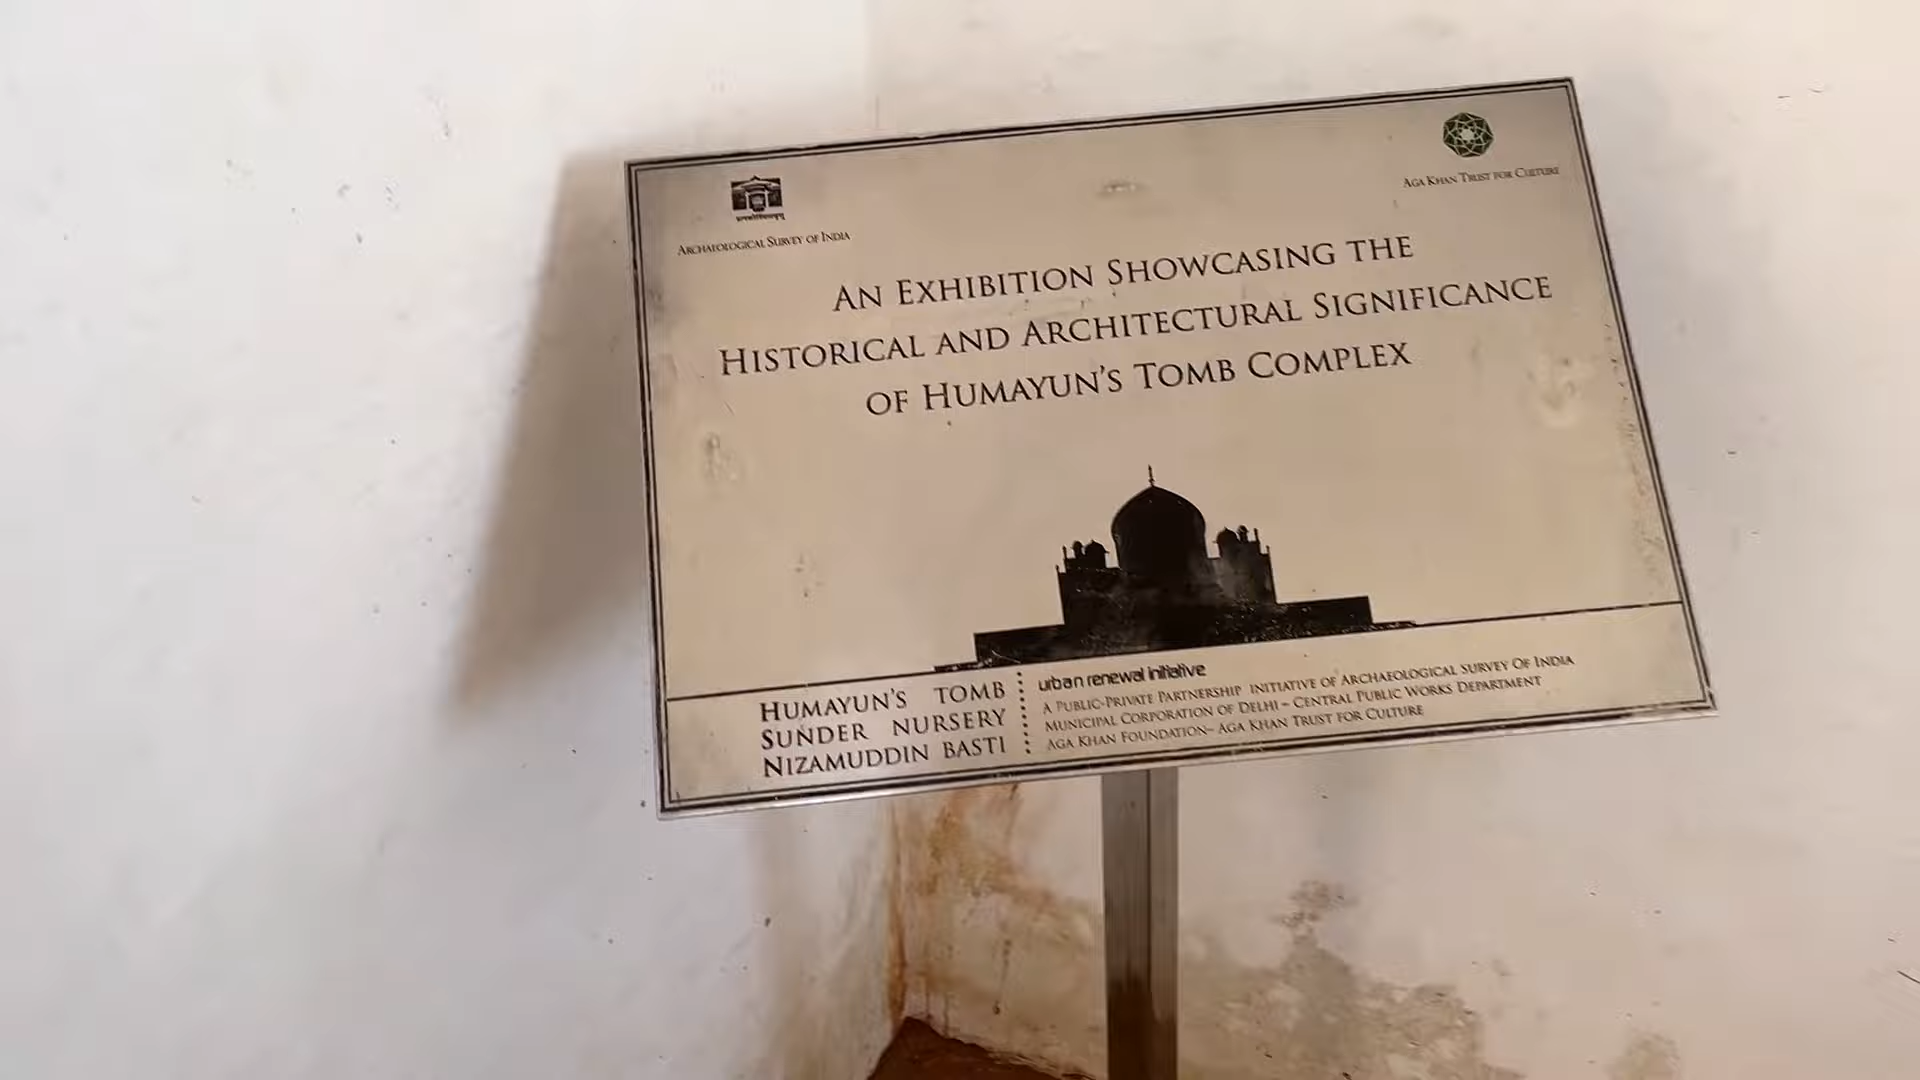 ARCHAEOLOGICAL SURVEY OF INDIA
AGA KHAN TRUST FOR CULTURE
AN EXHIBITION SHOWCASING THE
HISTORICAL AND ARCHITECTURAL SIGNIFICANCE
OF HUMAYUN'S TOMB COMPLEX
HUMAYUN'S TOMB
SUNDER NURSERY
NIZAMUDDIN BASTI
urban renewal initiative
A PUBLIC-PRIVATE PARTNERSHIP INITIATIVE OF ARCHAEOLOGICAL SURVEY OF INDIA
MUNICIPAL CORPORATION OF DELHI – CENTRAL PUBLIC WORKS DEPARTMENT
AGA KHAN FOUNDATION– AGA KHAN TRUST FOR CULTURE